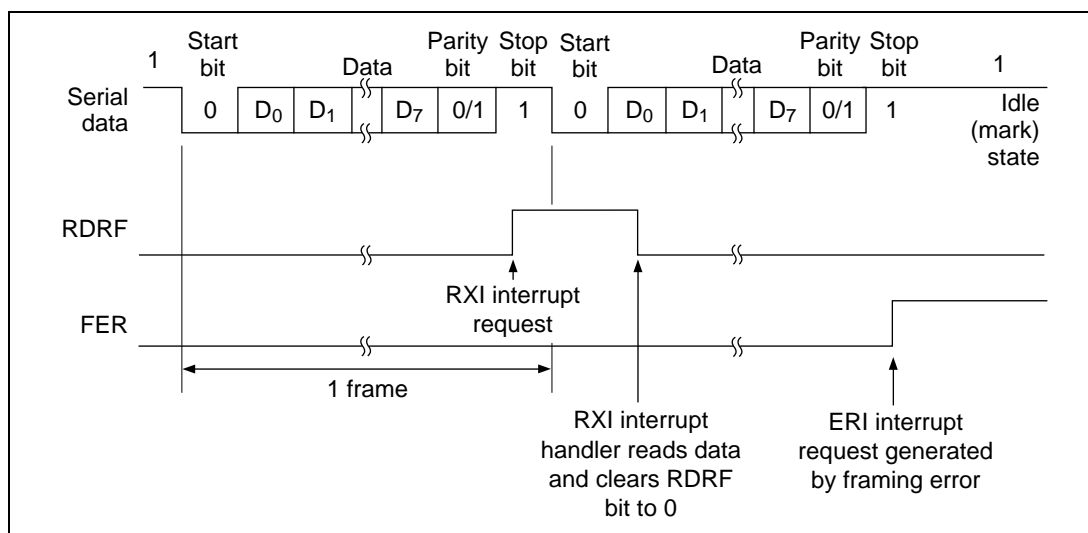 1 Start bit Data Parity bit Stop bit Start bit Data Parity bit Stop bit 1
Serial data 0 D0 D1 D7 0/1 1 0 D0 D1 D7 0/1 1 Idle (mark) state
RDRF
RXI interrupt request
FER
1 frame
RXI interrupt handler reads data and clears RDRF bit to 0
ERI interrupt request generated by framing error